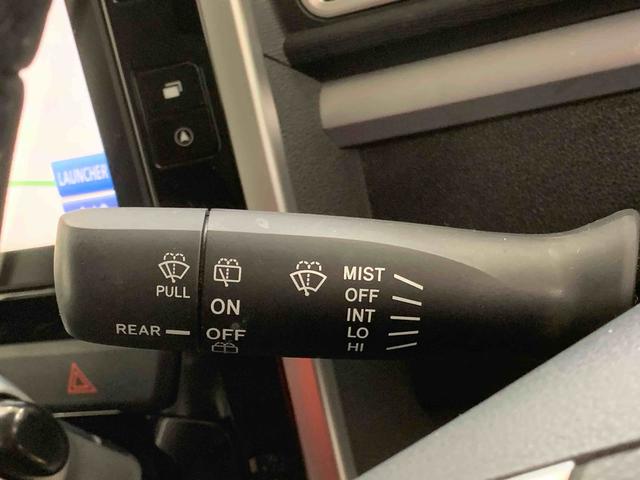 LAUNCHER
PULL
REAR
ON
OFF
MIST
OFF
INT
LO
HI